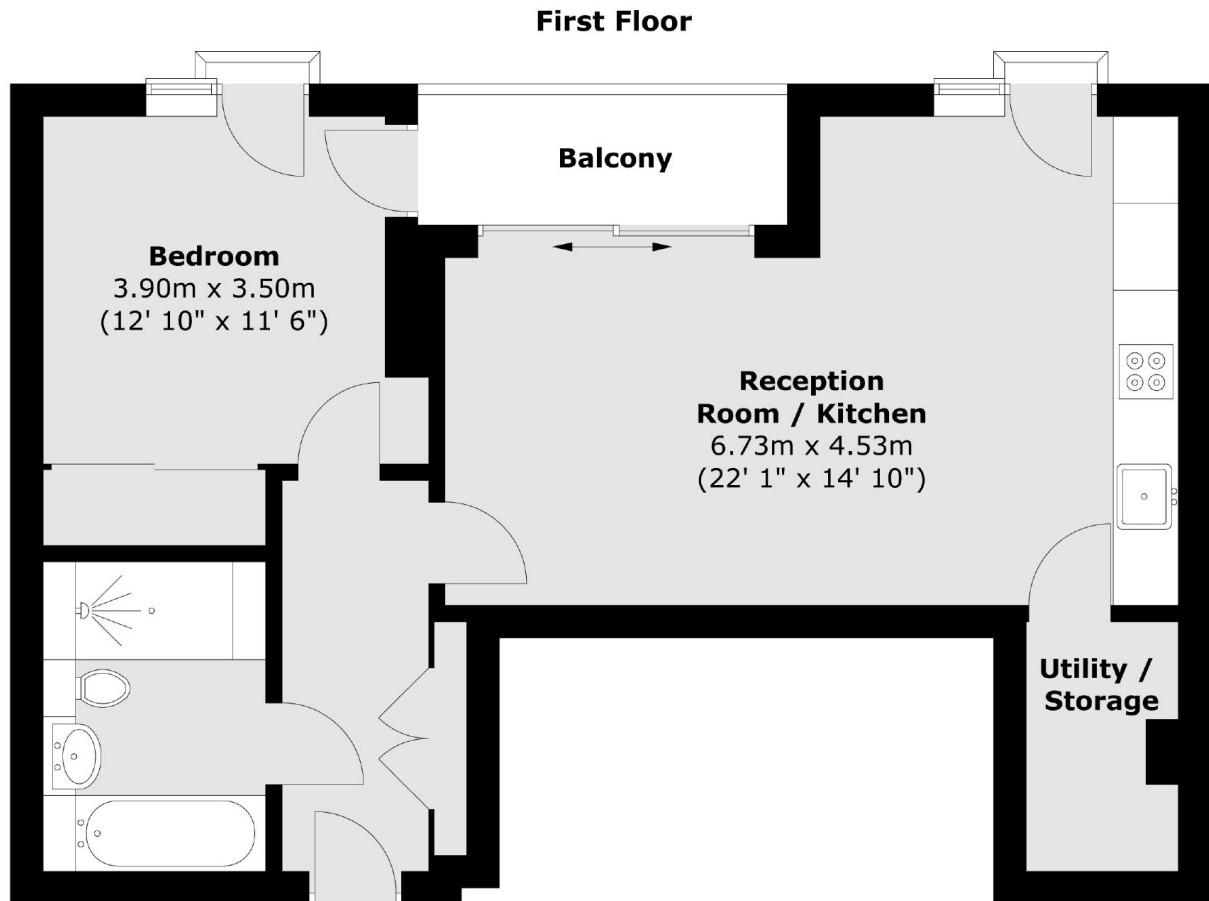 First Floor
Balcony
Bedroom
3.90m x 3.50m
(12' 10" x 11' 6")
Reception
Room / Kitchen
6.73m x 4.53m
(22' 1" x 14' 10")
Utility /
Storage